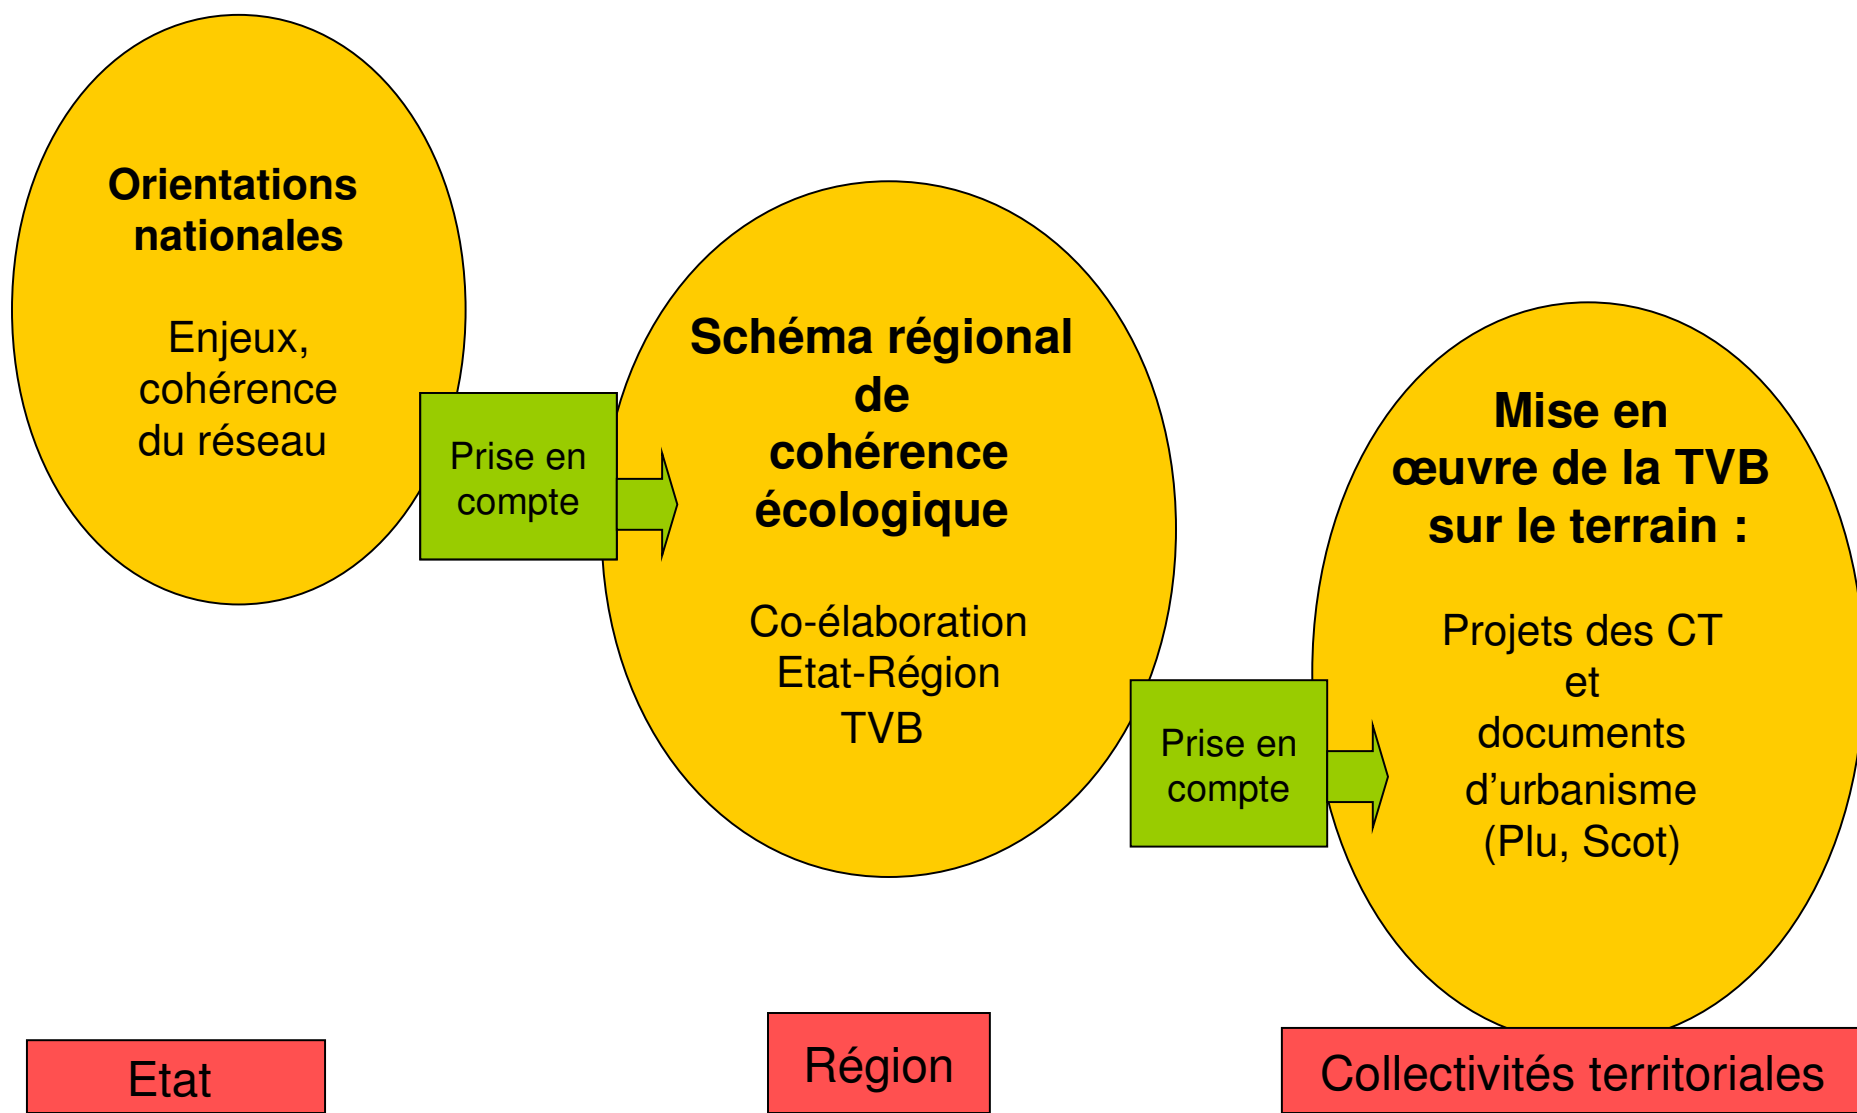 Orientations
nationales
Enjeux,
cohérence
du réseau
Prise en
compte
Schéma régional
de
cohérence
écologique
Co-élaboration
Etat-Région
TVB
Prise en
compte
Mise en
œuvre de la TVB
sur le terrain :
Projets des CT
et
documents
d’urbanisme
(Plu, Scot)
Etat
Région
Collectivités territoriales